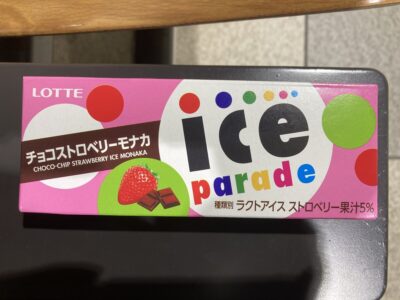 LOTTE
チョコストロベリーモナカ
CHOCO-CHIP STRAWBERRY ICE MONAKA
ice
parade
種類別 ラクトアイス ストロベリー果汁5%